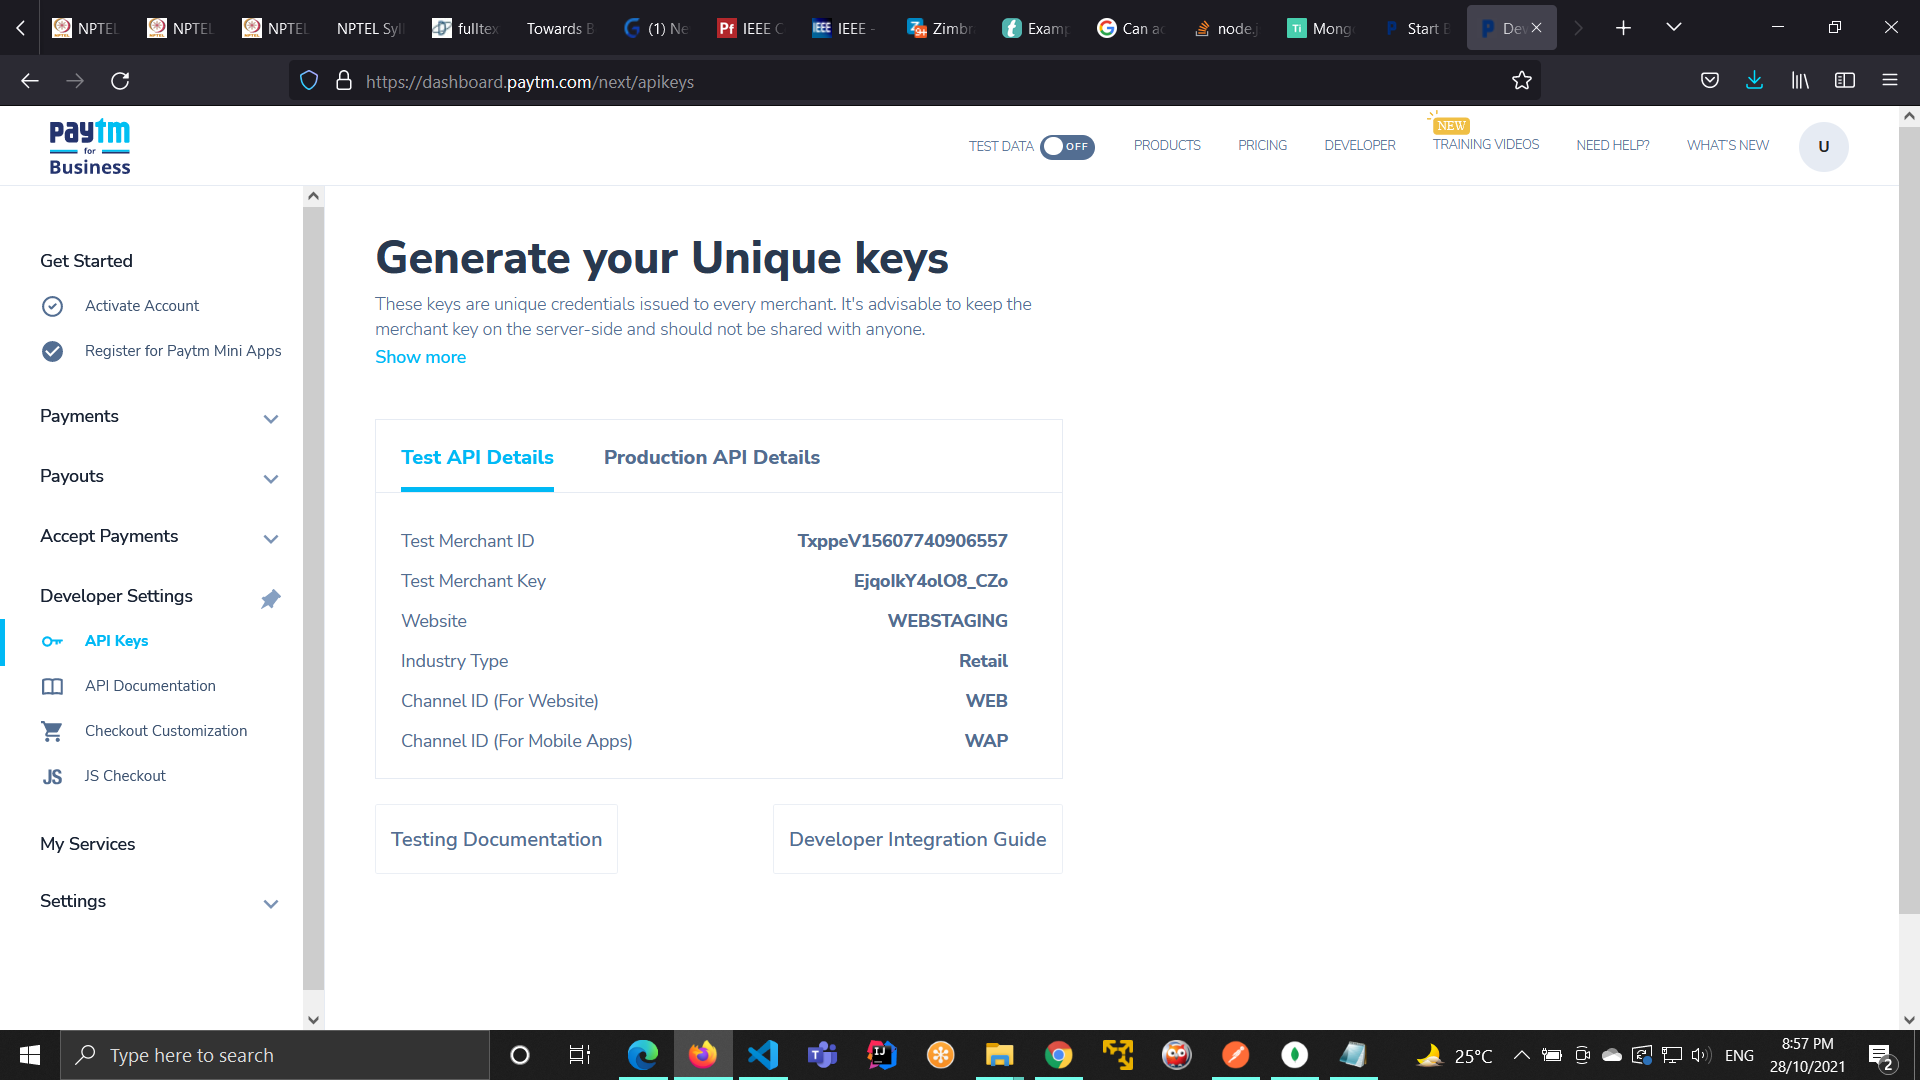 NPTEL
NPTEL
NPTEL
NPTEL Syll
fulltex
Towards B
(1) Ne
IEEE C
IEEE -
Zimbra
Examp
Can ac
node.j
Mong
Start B
Dev
https://dashboard.paytm.com/next/apikeys
paytm
for
Business
TEST DATA OFF
PRODUCTS
PRICING
DEVELOPER
NEW
TRAINING VIDEOS
NEED HELP?
WHAT'S NEW
U
Get Started
Activate Account
Register for Paytm Mini Apps
Payments
Payouts
Accept Payments
Developer Settings
API Keys
API Documentation
Checkout Customization
JS JS Checkout
My Services
Settings
Generate your Unique keys
These keys are unique credentials issued to every merchant. It's advisable to keep the
merchant key on the server-side and should not be shared with anyone.
Show more
Test API Details Production API Details
Test Merchant ID TxppeV15607740906557
Test Merchant Key EjqoIkY4olO8_CZo
Website WEBSTAGING
Industry Type Retail
Channel ID (For Website) WEB
Channel ID (For Mobile Apps) WAP
Testing Documentation Developer Integration Guide
Type here to search
25°C
ENG
8:57 PM
28/10/2021
2